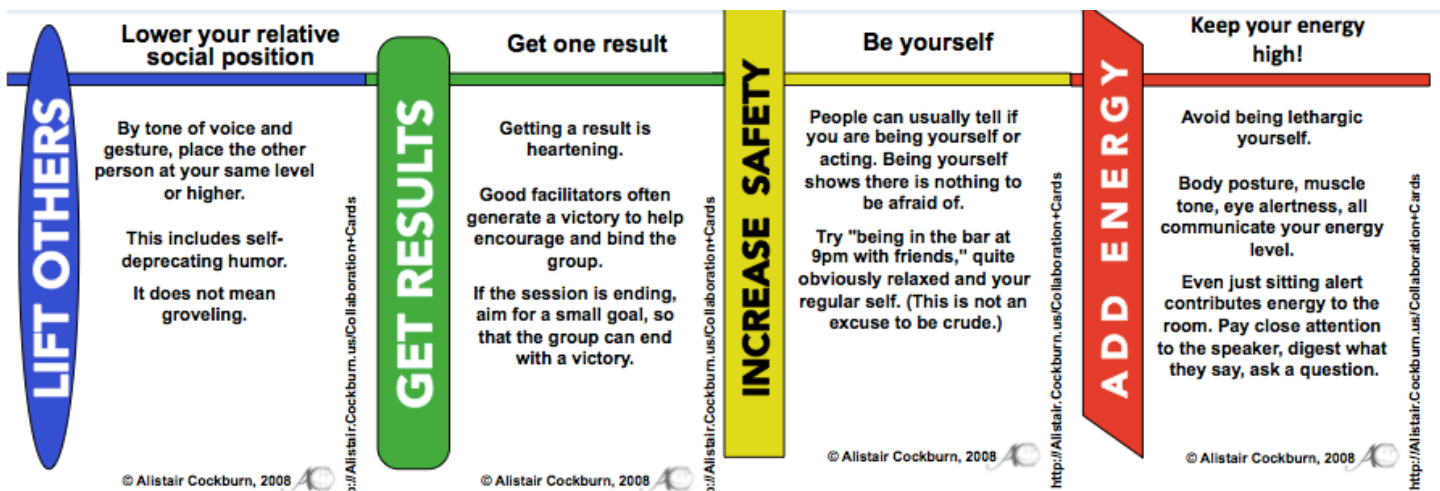 LIFT OTHERS
Lower your relative
social position
By tone of voice and
gesture, place the other
person at your same level
or higher.
This includes self-
deprecating humor.
It does not mean
groveling.
© Alistair Cockburn, 2008
://Alistair.Cockburn.us/Collaboration+Cards
GET RESULTS
Get one result
Getting a result is
heartening.
Good facilitators often
generate a victory to help
encourage and bind the
group.
If the session is ending,
aim for a small goal, so
that the group can end
with a victory.
© Alistair Cockburn, 2008
://Alistair.Cockburn.us/Collaboration+Cards
INCREASE SAFETY
Be yourself
People can usually tell if
you are being yourself or
acting. Being yourself
shows there is nothing to
be afraid of.
Try "being in the bar at
9pm with friends," quite
obviously relaxed and your
regular self. (This is not an
excuse to be crude.)
© Alistair Cockburn, 2008
http://Alistair.Cockburn.us/Collaboration+Cards
ADD ENERGY
Keep your energy
high!
Avoid being lethargic
yourself.
Body posture, muscle
tone, eye alertness, all
communicate your energy
level.
Even just sitting alert
contributes energy to the
room. Pay close attention
to the speaker, digest what
they say, ask a question.
© Alistair Cockburn, 2008
http://Alistair.Cockburn.us/Collaboration+Cards